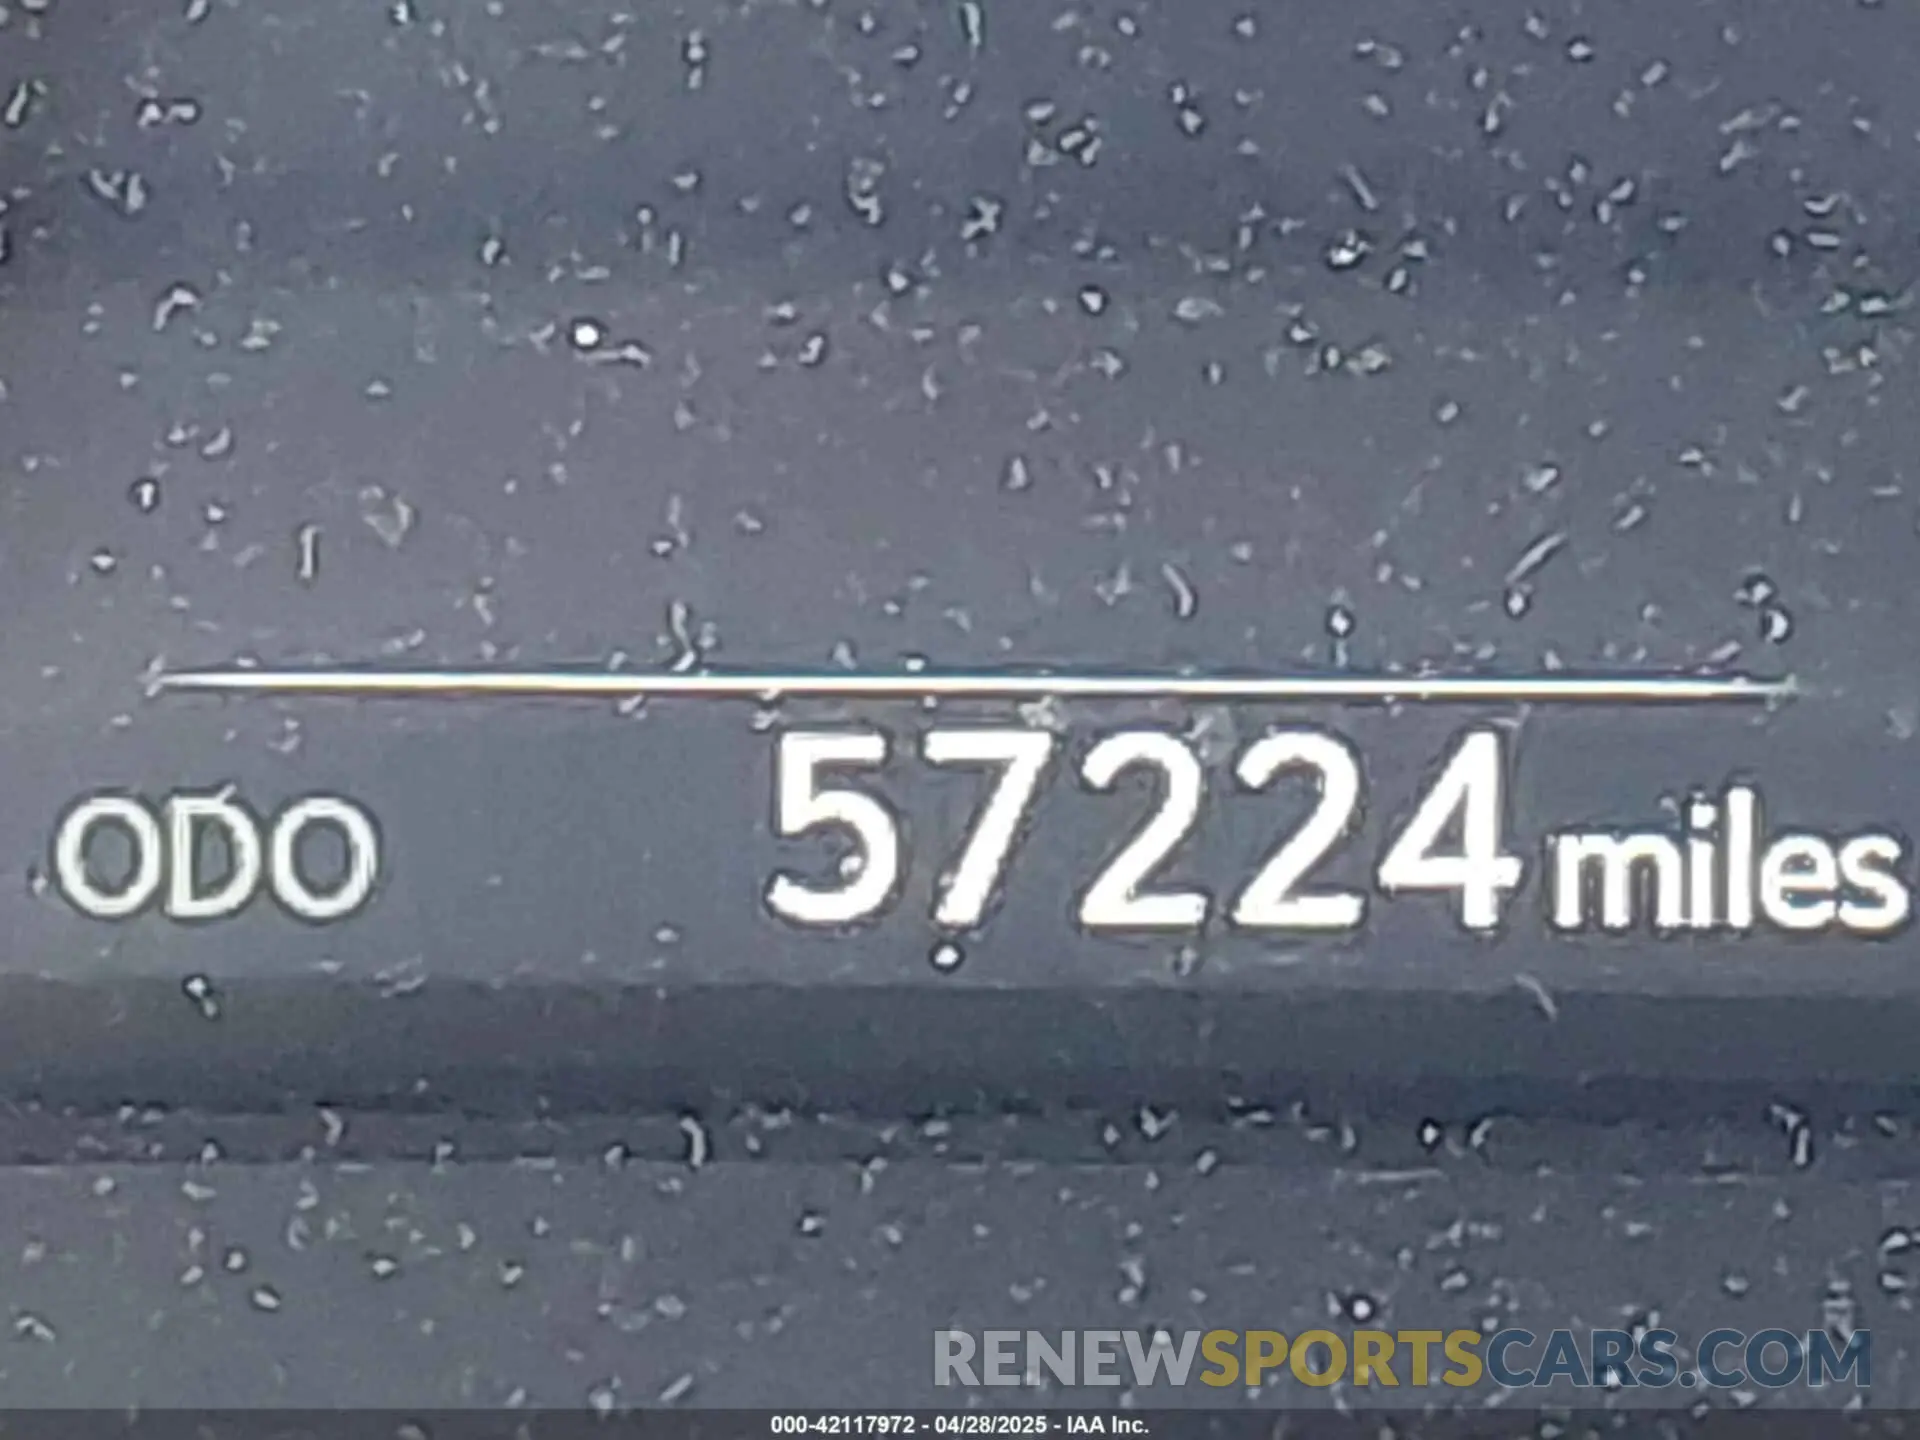 ODO 57224 miles
RENEWSPORTSCARS.COM
000-42117972 - 04/28/2025 - IAA Inc.